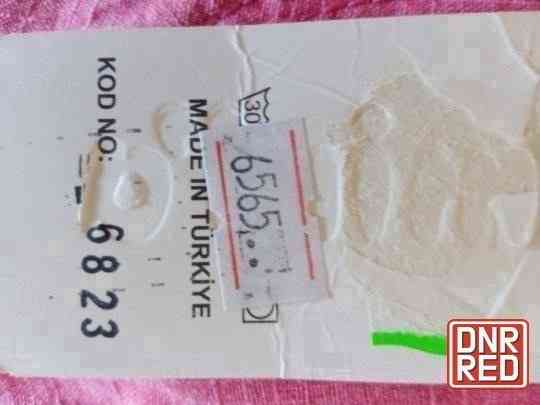 30
6565..
MADE IN TÜRKİYE
KOD NO:
6823
DNR
RED